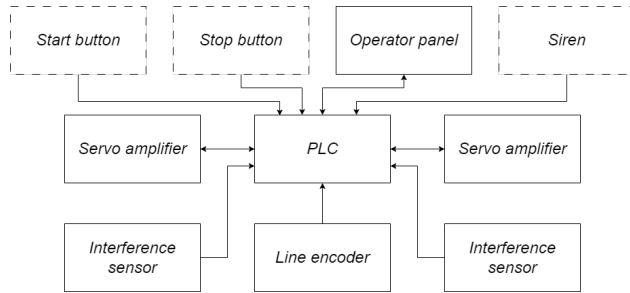 Start button
Stop button
Operator panel
Siren
Servo amplifier
PLC
Servo amplifier
Interference
sensor
Line encoder
Interference
sensor